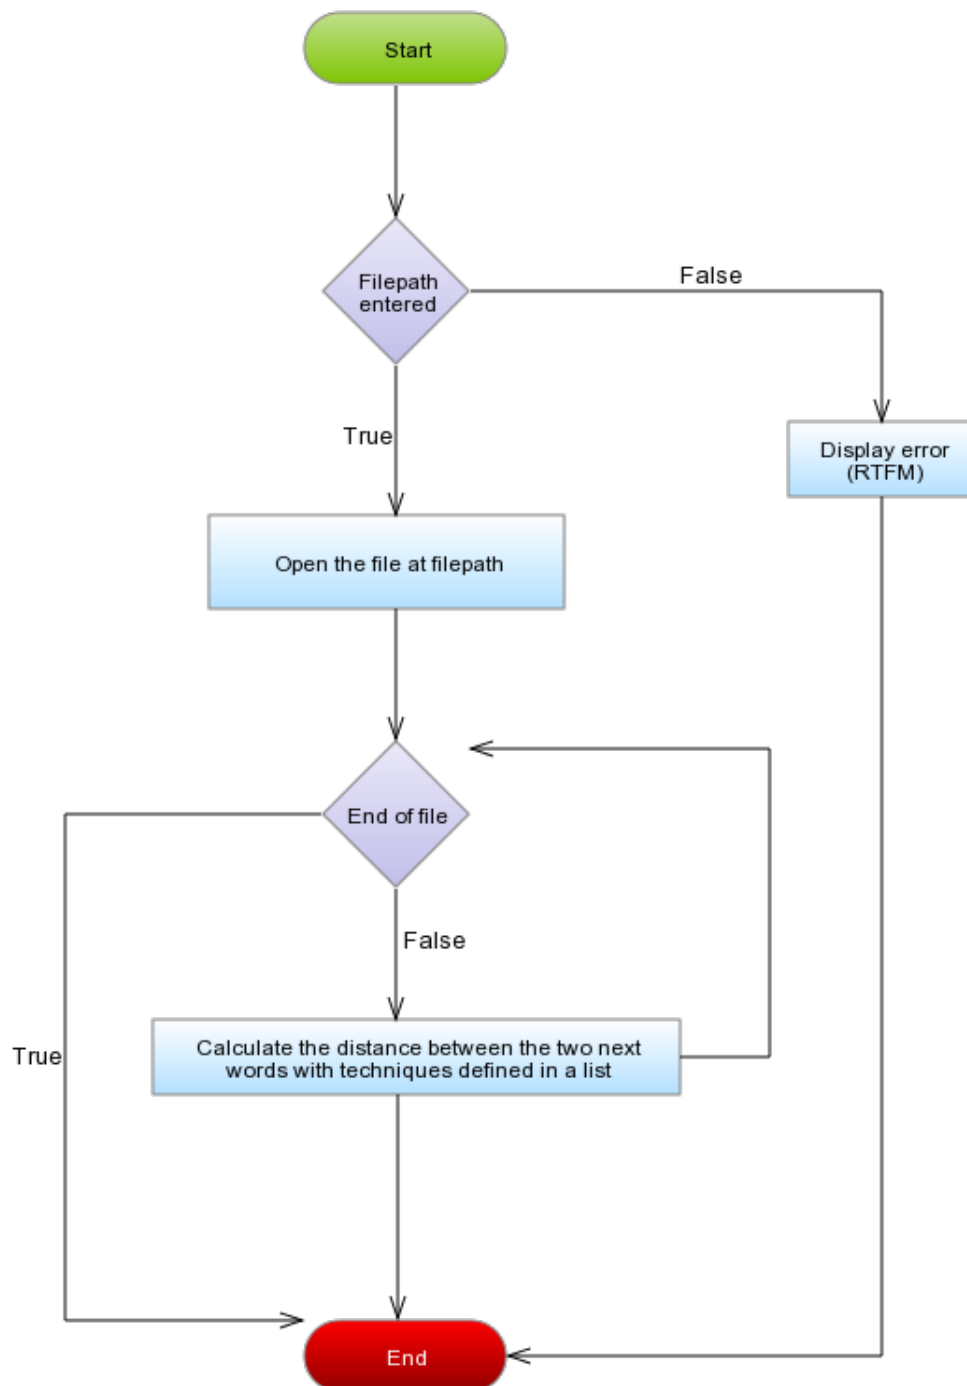 Start
Filepath
entered
False
True
Display error
(RTFM)
Open the file at filepath
End of file
False
True
Calculate the distance between the two next
words with techniques defined in a list
End